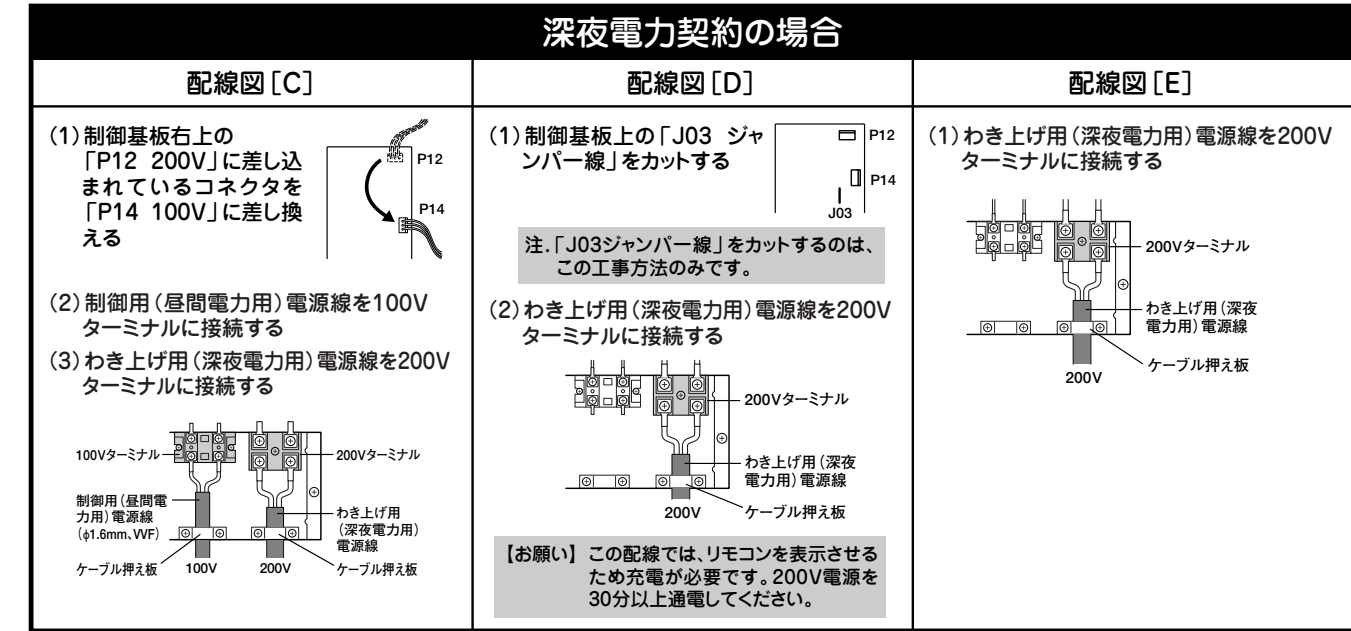 深夜電力契約の場合
配線図［C］
(1)制御基板右上の
「P12 200V」に差し込
まれているコネクタを
「P14 100V」に差し換
える
P12
P14
(2)制御用(昼間電力用)電源線を100V
ターミナルに接続する
(3)わき上げ用(深夜電力用)電源線を200V
ターミナルに接続する
100Vターミナル
200Vターミナル
制御用(昼間電
力用)電源線
(φ1.6mm、VVF)
わき上げ用
(深夜電力用)
電源線
ケーブル押え板
100V
200V
ケーブル押え板
配線図［D］
(1)制御基板上の「J03 ジャ
ンパー線」をカットする
P12
P14
J03
注.「J03ジャンパー線」をカットするのは、
この工事方法のみです。
(2)わき上げ用(深夜電力用)電源線を200V
ターミナルに接続する
200Vターミナル
わき上げ用(深夜
電力用)電源線
200V
ケーブル押え板
【お願い】この配線では、リモコンを表示させる
ため充電が必要です。200V電源を
30分以上通電してください。
配線図［E］
(1)わき上げ用(深夜電力用)電源線を200V
ターミナルに接続する
200Vターミナル
わき上げ用(深夜
電力用)電源線
ケーブル押え板
200V